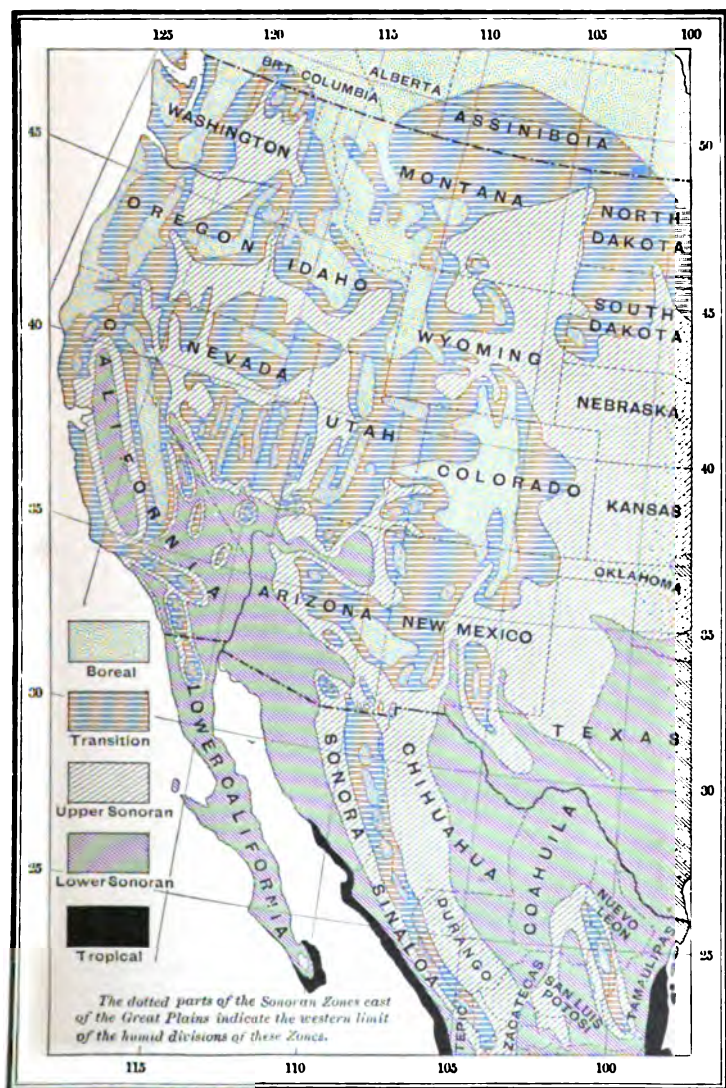 125 120 115 110 105 100
BRT. COLUMBIA
ALBERTA
ASSINIBOIA
WASHINGTON
45
50
MONTANA
NORTH
DAKOTA
OREGON
IDAHO
SOUTH
DAKOTA
45
40
WYOMING
NEVADA
CALIFORNIA
NEBRASKA
UTAH
COLORADO
40
KANSAS
35
OKLAHOMA
ARIZONA
NEW MEXICO
35
Boreal
TEXAS
30
LOWER CALIFORNIA
Transition
SONORA
CHIHUAHUA
30
Upper Sonoran
COAHUILA
25
Lower Sonoran
NUEVO
LEON
SINALOA
DURANGO
TAMAULIPAS
25
Tropical
ZACATECAS
SAN LUIS
POTOSI
TEPIC
The dotted parts of the Sonoran Zones east
of the Great Plains indicate the western limit
of the humid divisions of these Zones.
115 110 105 100